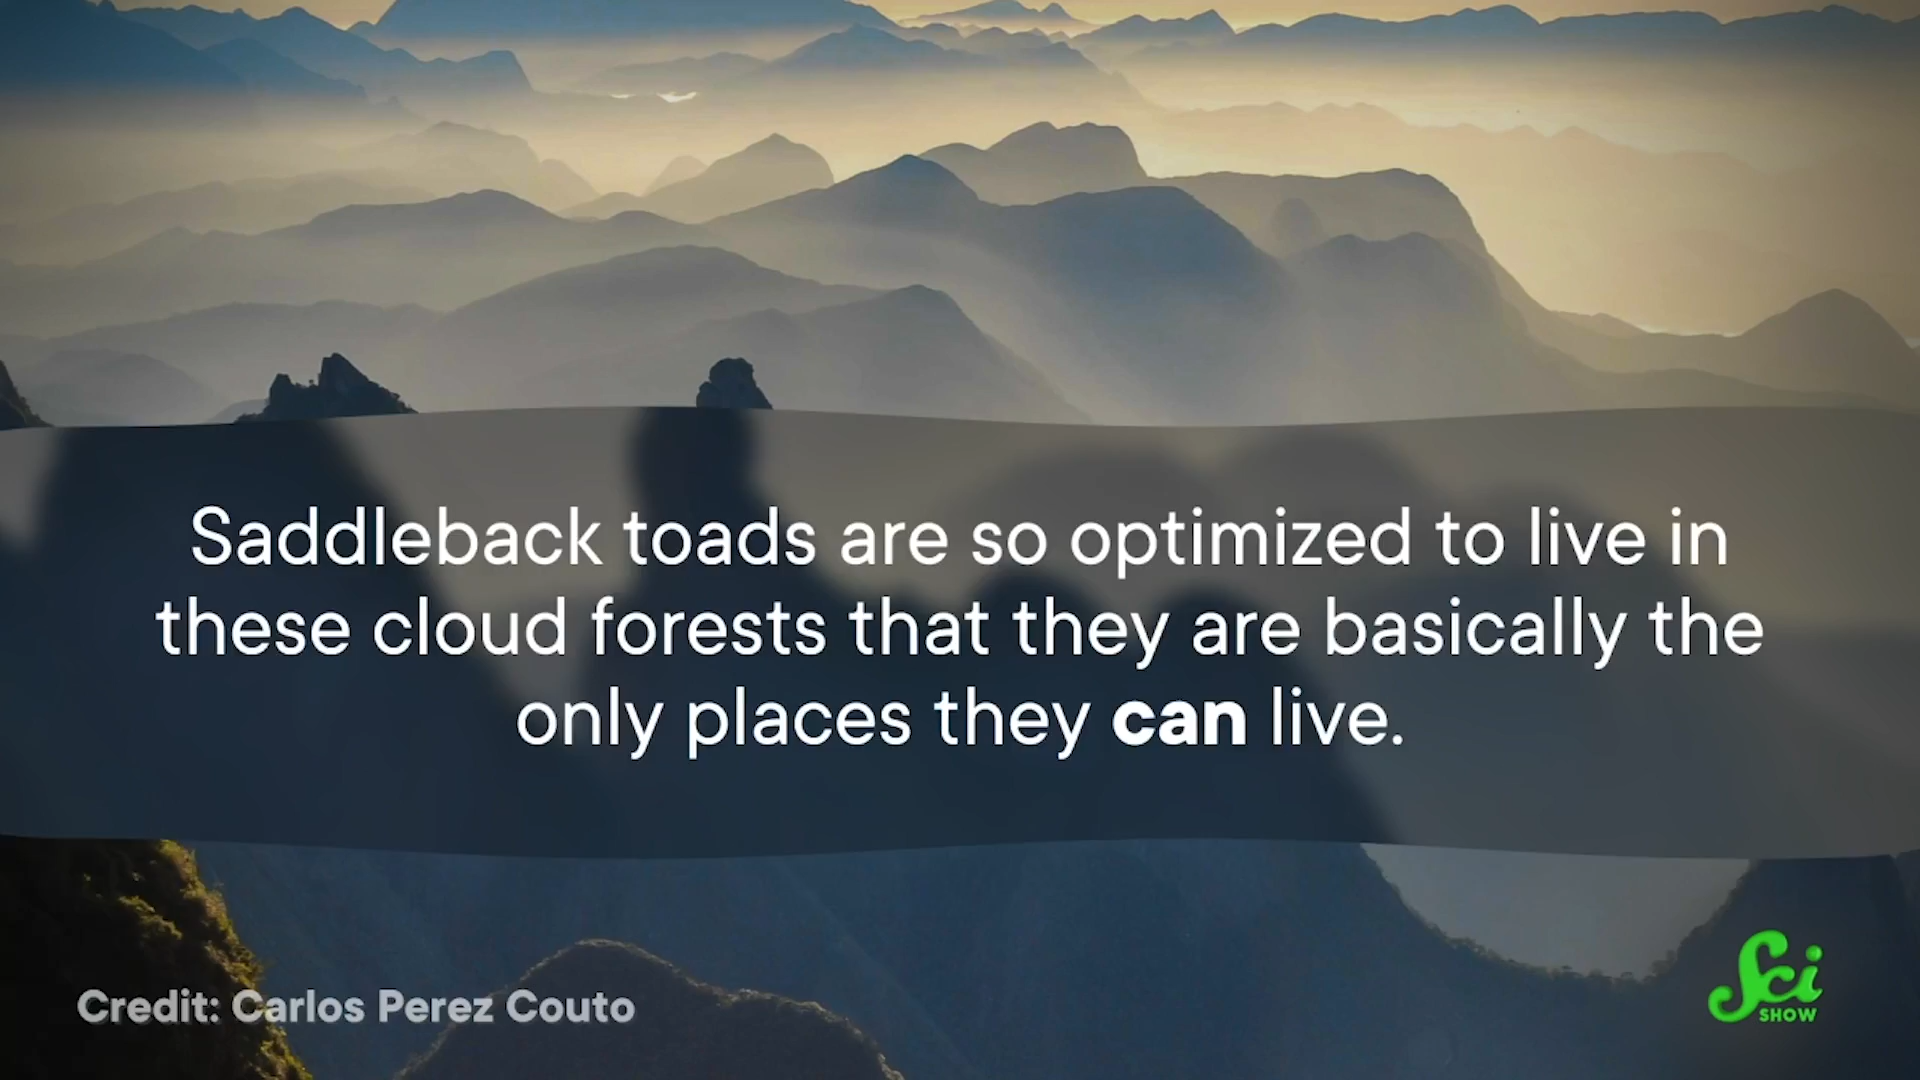 Saddleback toads are so optimized to live in
these cloud forests that they are basically the
only places they can live.
Credit: Carlos Perez Couto
Sci
SHOW